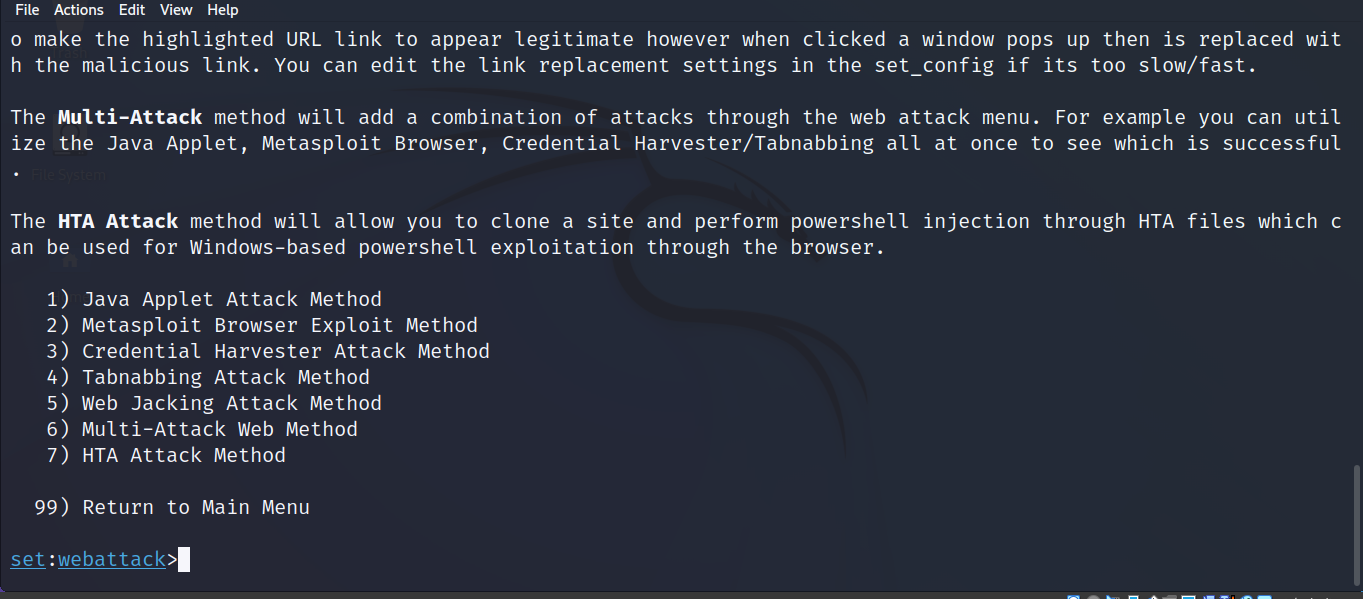 File Actions Edit View Help
o make the highlighted URL link to appear legitimate however when clicked a window pops up then is replaced wit
h the malicious link. You can edit the link replacement settings in the set_config if its too slow/fast.
The Multi-Attack method will add a combination of attacks through the web attack menu. For example you can util
ize the Java Applet, Metasploit Browser, Credential Harvester/Tabnabbing all at once to see which is successful
.
File System
The HTA Attack method will allow you to clone a site and perform powershell injection through HTA files which c
an be used for Windows-based powershell exploitation through the browser.
1) Java Applet Attack Method
2) Metasploit Browser Exploit Method
3) Credential Harvester Attack Method
4) Tabnabbing Attack Method
5) Web Jacking Attack Method
6) Multi-Attack Web Method
7) HTA Attack Method
99) Return to Main Menu
set:webattack>